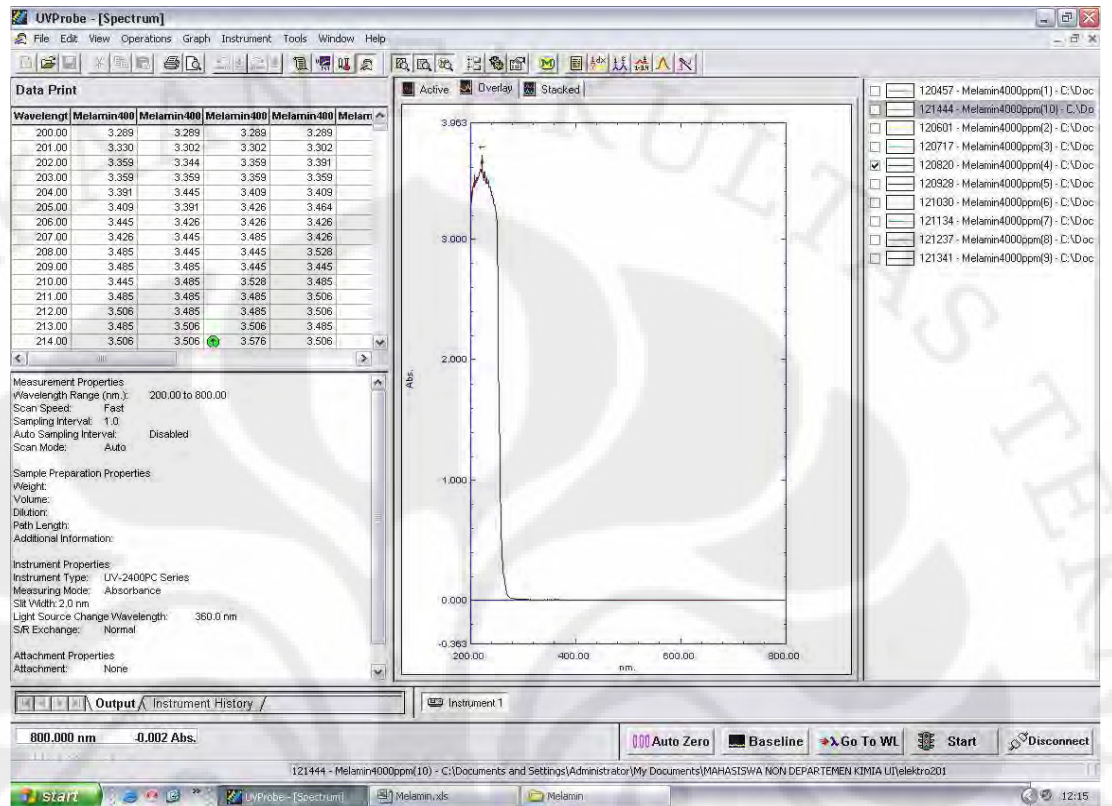 UVProbe - [Spectrum]
File Edit View Operations Graph Instrument Tools Window Help
Data Print
Wavelengt Melamin400 Melamin400 Melamin400 Melamin400 Melam
200.00 3.289 3.289 3.289 3.289
201.00 3.330 3.302 3.302 3.302
202.00 3.359 3.344 3.359 3.391
203.00 3.359 3.359 3.359 3.359
204.00 3.391 3.445 3.409 3.409
205.00 3.409 3.391 3.426 3.464
206.00 3.445 3.426 3.426 3.426
207.00 3.426 3.445 3.485 3.426
208.00 3.485 3.445 3.445 3.528
209.00 3.485 3.485 3.445 3.445
210.00 3.445 3.485 3.528 3.485
211.00 3.485 3.485 3.485 3.506
212.00 3.506 3.485 3.485 3.506
213.00 3.485 3.506 3.506 3.485
214.00 3.506 3.506 3.576 3.506
Measurement Properties
Wavelength Range (nm.): 200.00 to 800.00
Scan Speed: Fast
Sampling Interval: 1.0
Auto Sampling Interval: Disabled
Scan Mode: Auto
Sample Preparation Properties
Weight:
Volume:
Dilution:
Path Length:
Additional Information:
Instrument Properties
Instrument Type: UV-2400PC Series
Measuring Mode: Absorbance
Slit Width: 2.0 nm
Light Source Change Wavelength: 360.0 nm
S/R Exchange: Normal
Attachment Properties
Attachment: None
Output Instrument History
Active Overlay Stacked
3.963
3.000
2.000
1.000
0.000
-0.363
Abs.
200.00 400.00 600.00 800.00
nm.
120457 - Melamin4000ppm(1) - C:\Doc
121444 - Melamin4000ppm(10) - C:\Do
120601 - Melamin4000ppm(2) - C:\Doc
120717 - Melamin4000ppm(3) - C:\Doc
120820 - Melamin4000ppm(4) - C:\Doc
120928 - Melamin4000ppm(5) - C:\Doc
121030 - Melamin4000ppm(6) - C:\Doc
121134 - Melamin4000ppm(7) - C:\Doc
121237 - Melamin4000ppm(8) - C:\Doc
121341 - Melamin4000ppm(9) - C:\Doc
Instrument 1
800.000 nm -0.002 Abs.
Auto Zero Baseline Go To WL Start Disconnect
121444 - Melamin4000ppm(10) - C:\Documents and Settings\Administrator\My Documents\MAHASISWA NON DEPARTEMEN KIMIA UI\elektro201
start UVProbe - [Spectrum] Melamin.xls Melamin 12:15